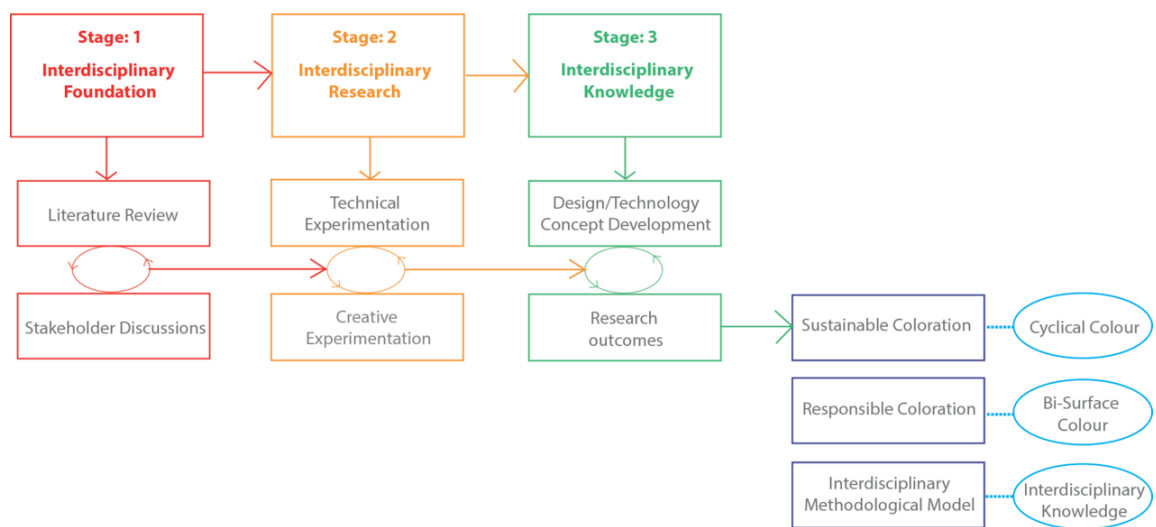 Stage: 1
Interdisciplinary
Foundation
Stage: 2
Interdisciplinary
Research
Stage: 3
Interdisciplinary
Knowledge
Literature Review
Technical
Experimentation
Design/Technology
Concept Development
Stakeholder Discussions
Creative
Experimentation
Research
outcomes
Sustainable Coloration
Cyclical Colour
Responsible Coloration
Bi-Surface
Colour
Interdisciplinary
Methodological Model
Interdisciplinary
Knowledge